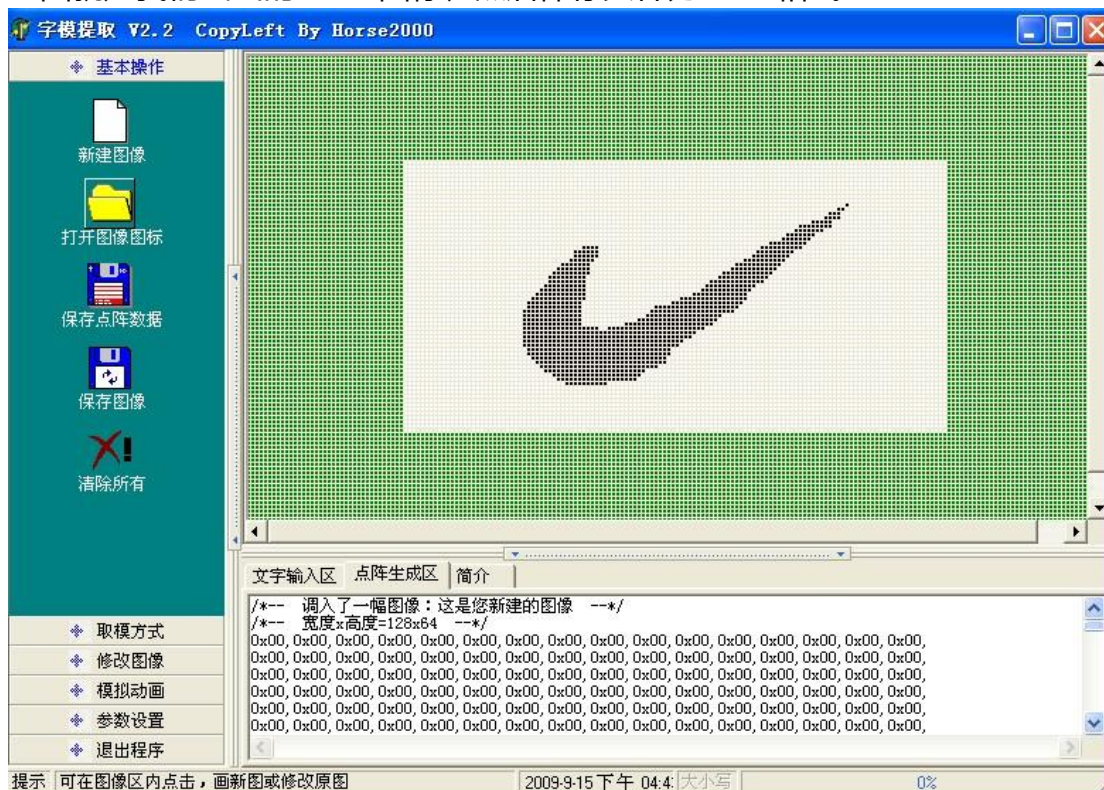 字模提取 V2.2 CopyLeft By Horse2000
基本操作
新建图像
打开图像图标
保存点阵数据
保存图像
清除所有
取模方式
修改图像
模拟动画
参数设置
退出程序
文字输入区 点阵生成区 简介
/*-- 调入了一幅图像：这是您新建的图像 --*/
/*-- 宽度x高度=128x64 --*/
0x00, 0x00, 0x00, 0x00, 0x00, 0x00, 0x00, 0x00, 0x00, 0x00, 0x00, 0x00, 0x00, 0x00, 0x00, 0x00,
0x00, 0x00, 0x00, 0x00, 0x00, 0x00, 0x00, 0x00, 0x00, 0x00, 0x00, 0x00, 0x00, 0x00, 0x00, 0x00,
0x00, 0x00, 0x00, 0x00, 0x00, 0x00, 0x00, 0x00, 0x00, 0x00, 0x00, 0x00, 0x00, 0x00, 0x00, 0x00,
0x00, 0x00, 0x00, 0x00, 0x00, 0x00, 0x00, 0x00, 0x00, 0x00, 0x00, 0x00, 0x00, 0x00, 0x00, 0x00,
0x00, 0x00, 0x00, 0x00, 0x00, 0x00, 0x00, 0x00, 0x00, 0x00, 0x00, 0x00, 0x00, 0x00, 0x00, 0x00,
0x00, 0x00, 0x00, 0x00, 0x00, 0x00, 0x00, 0x00, 0x00, 0x00, 0x00, 0x00, 0x00, 0x00, 0x00, 0x00,
提示 可在图像区内点击，画新图或修改原图 2009-9-15 下午 04:4 大小写 0%